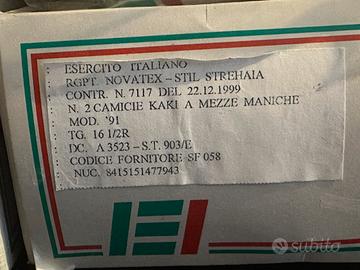 ESERCITO ITALIANO
RGPT NOVATEX - STIL STREHAIA
CONTR. N. 7117 DEL 22.12.1999
N. 2 CAMICIE KAKI A MEZZE MANICHE
MOD. '91
TG. 16 1/2R
DC. A 3523 - S.T. 903/E
CODICE FORNITORE SF 058
NUC. 8415151477943
EI
subito